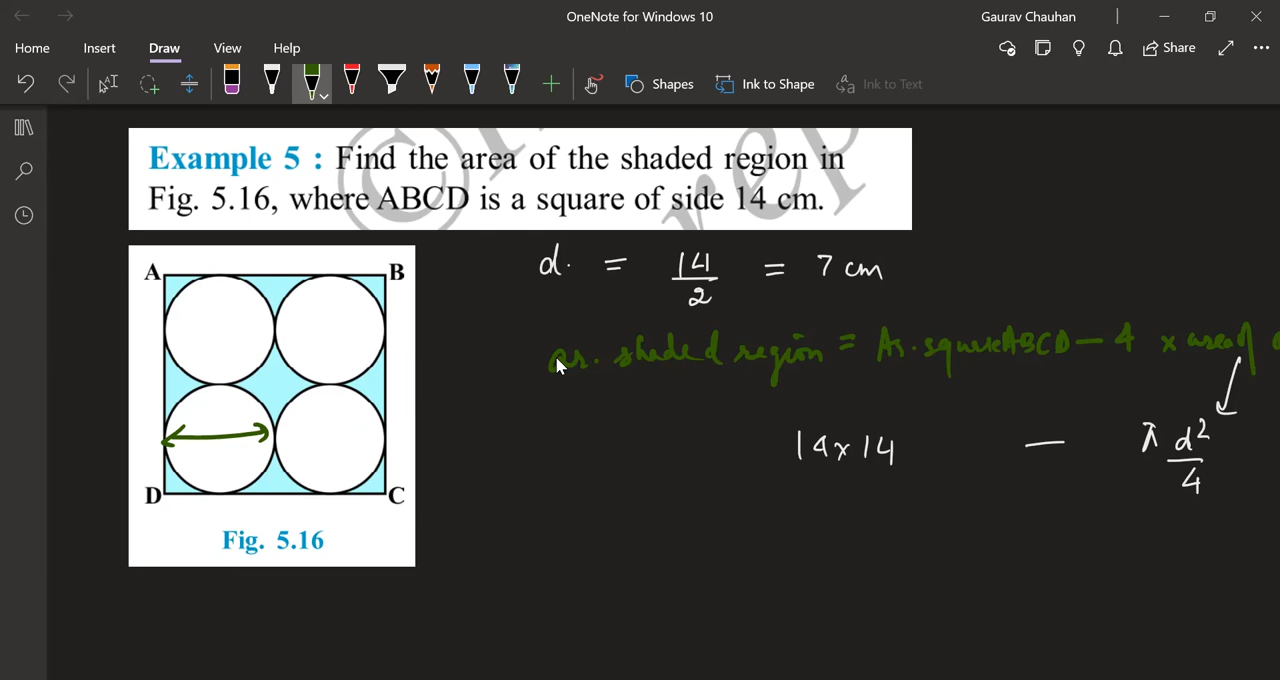 OneNote for Windows 10
Gaurav Chauhan
Home Insert Draw View Help
Share
Shapes Ink to Shape Ink to Text
Example 5 : Find the area of the shaded region in
Fig. 5.16, where ABCD is a square of side 14 cm.
A B
D C
Fig. 5.16
d. = 14/2 = 7 cm
ar. shaded region = Ar. squreABCD — 4 x area of
14 x 14 — π d²/4